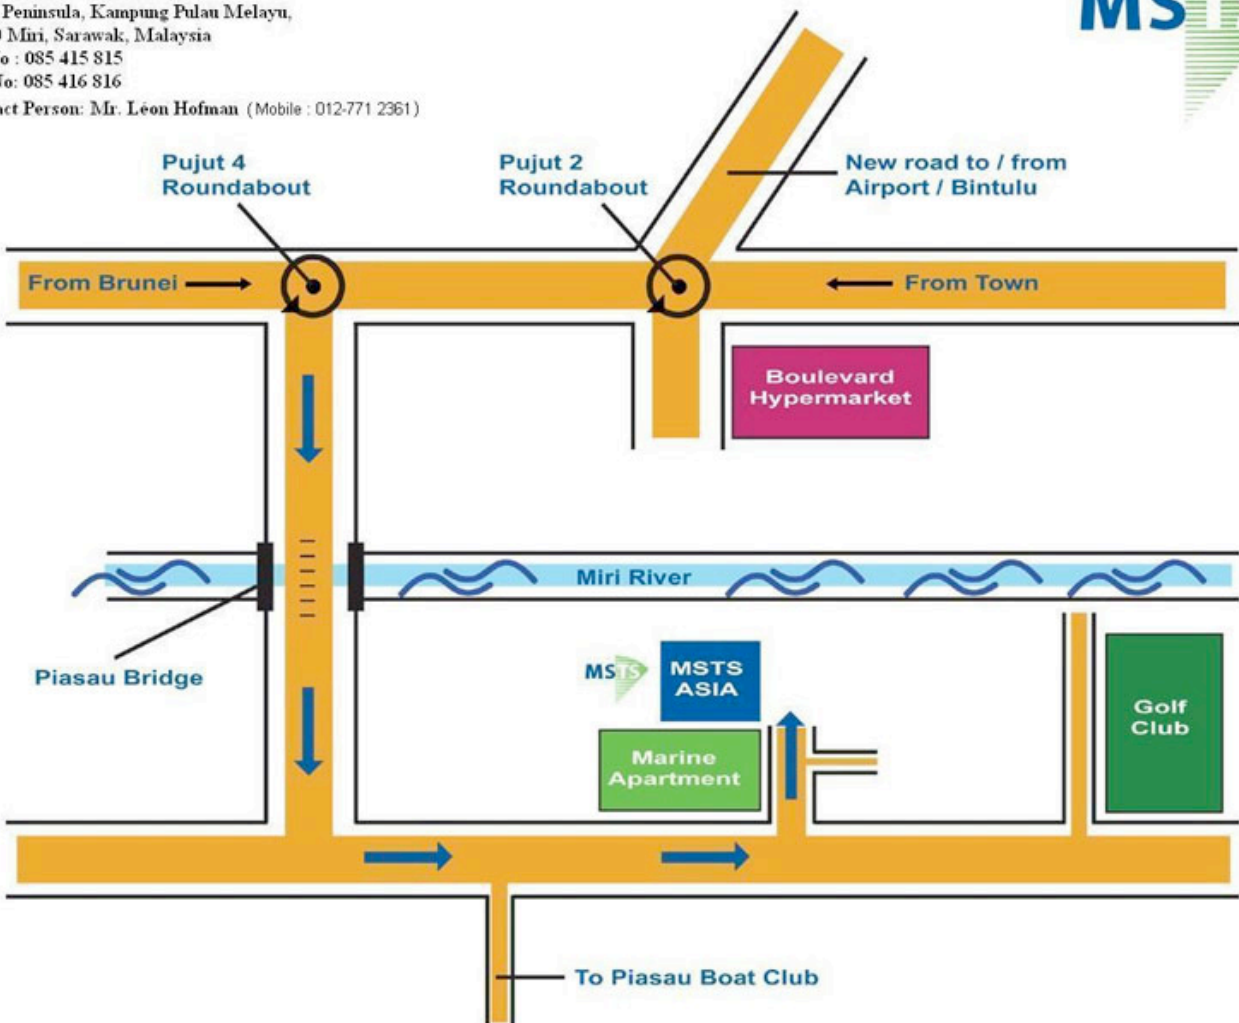 Peninsula, Kampung Pulau Melayu,
Miri, Sarawak, Malaysia
: 085 415 815
No: 085 416 816
Person: Mr. Léon Hofman (Mobile : 012-771 2361)
MST
Pujut 4
Roundabout
Pujut 2
Roundabout
New road to / from
Airport / Bintulu
From Brunei
From Town
Boulevard
Hypermarket
Miri River
Piasau Bridge
MSTS
MSTS
ASIA
Marine
Apartment
Golf
Club
To Piasau Boat Club